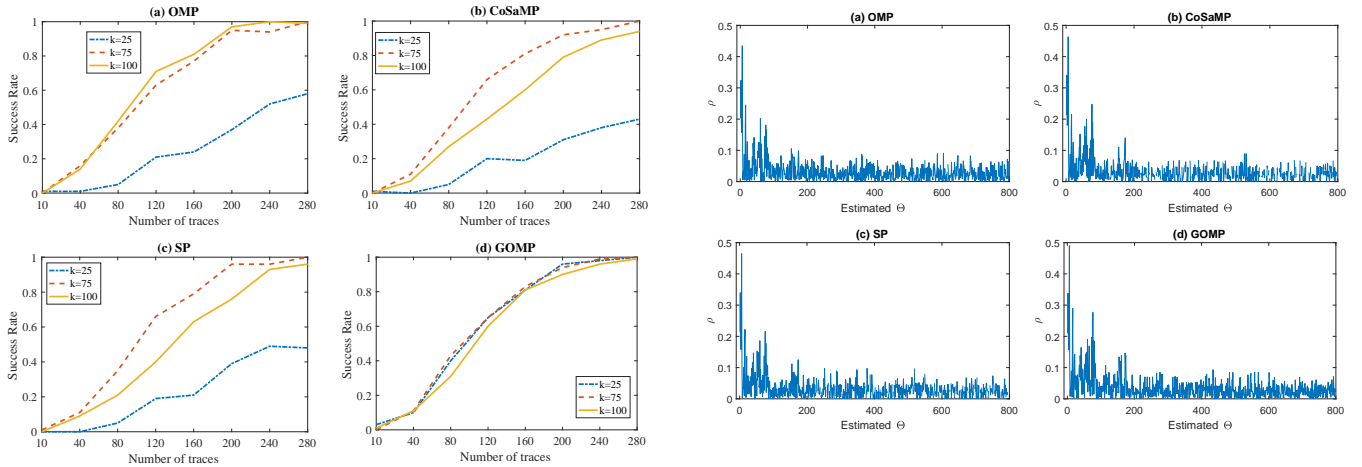 (a) OMP
Success Rate
1
0.8
0.6
0.4
0.2
0
k=25
k=75
k=100
10 40 80 120 160 200 240 280
Number of traces
(b) CoSaMP
Success Rate
1
0.8
0.6
0.4
0.2
0
k=25
k=75
k=100
10 40 80 120 160 200 240 280
Number of traces
(c) SP
Success Rate
1
0.8
0.6
0.4
0.2
0
k=25
k=75
k=100
10 40 80 120 160 200 240 280
Number of traces
(d) GOMP
Success Rate
1
0.8
0.6
0.4
0.2
0
k=25
k=75
k=100
10 40 80 120 160 200 240 280
Number of traces
(a) OMP
ρ
0.5
0.4
0.3
0.2
0.1
0
0 200 400 600 800
Estimated Θ
(b) CoSaMP
ρ
0.5
0.4
0.3
0.2
0.1
0
0 200 400 600 800
Estimated Θ
(c) SP
ρ
0.5
0.4
0.3
0.2
0.1
0
0 200 400 600 800
Estimated Θ
(d) GOMP
ρ
0.5
0.4
0.3
0.2
0.1
0
0 200 400 600 800
Estimated Θ